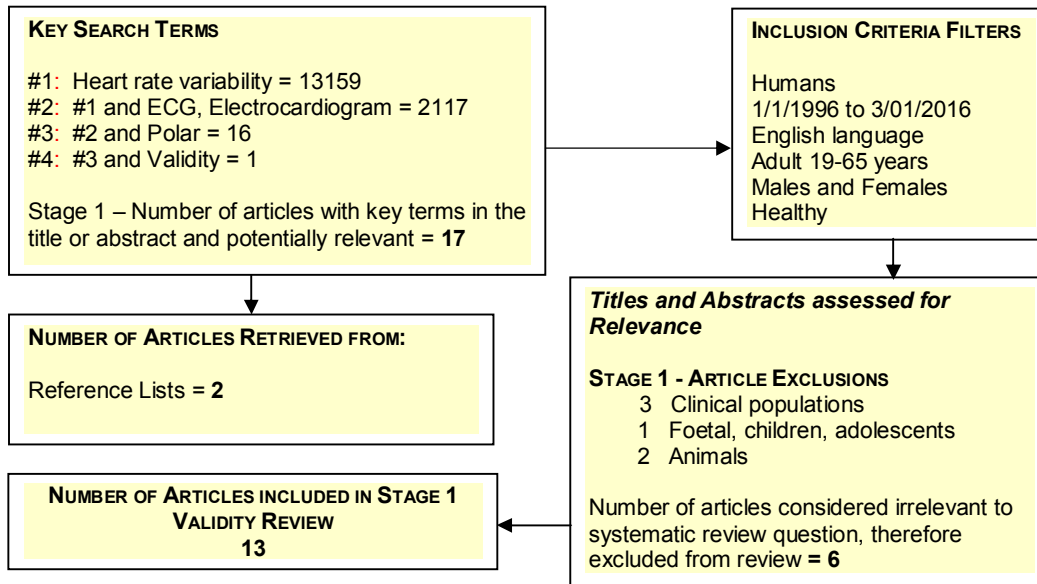 KEY SEARCH TERMS
#1: Heart rate variability = 13159
#2: #1 and ECG, Electrocardiogram = 2117
#3: #2 and Polar = 16
#4: #3 and Validity = 1
Stage 1 – Number of articles with key terms in the
title or abstract and potentially relevant = 17
INCLUSION CRITERIA FILTERS
Humans
1/1/1996 to 3/01/2016
English language
Adult 19-65 years
Males and Females
Healthy
NUMBER OF ARTICLES RETRIEVED FROM:
Reference Lists = 2
Titles and Abstracts assessed for
Relevance
STAGE 1 - ARTICLE EXCLUSIONS
3 Clinical populations
1 Foetal, children, adolescents
2 Animals
Number of articles considered irrelevant to
systematic review question, therefore
excluded from review = 6
NUMBER OF ARTICLES INCLUDED IN STAGE 1
VALIDITY REVIEW
13